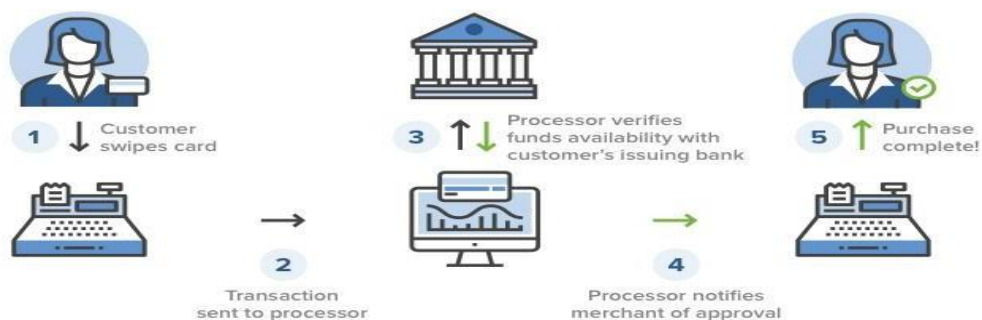 1
Customer
swipes card
2
Transaction
sent to processor
3
Processor verifies
funds availability with
customer's issuing bank
4
Processor notifies
merchant of approval
5
Purchase
complete!